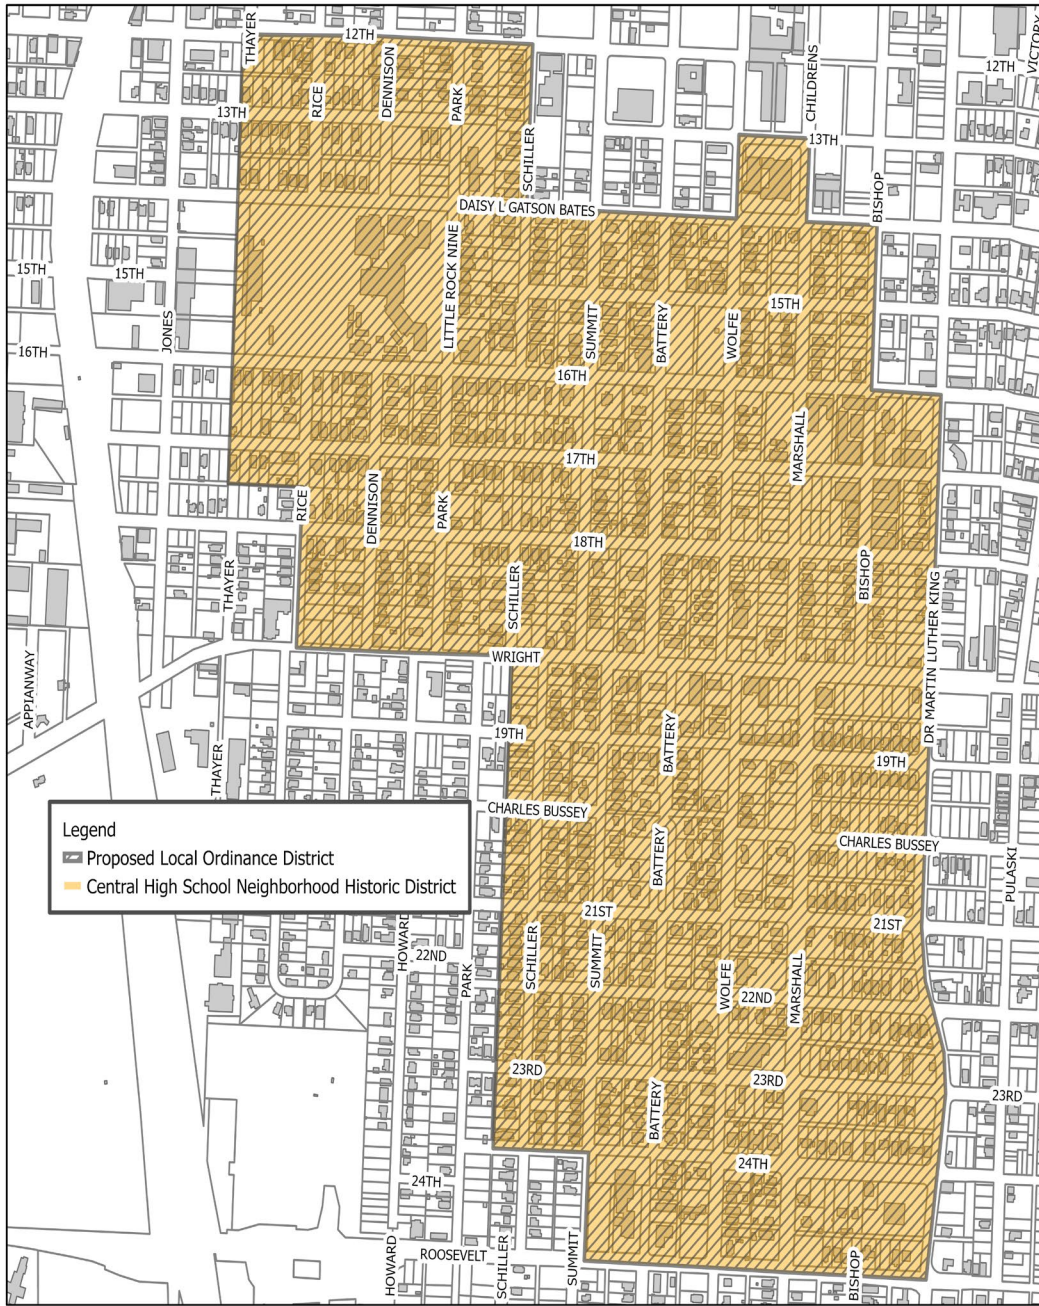 THAYER
12TH
DENNISON
RICE
PARK
13TH
SCHILLER
CHILDRENS
12TH
VICTORY
13TH
BISHOP
DAISY L GATSON BATES
15TH
15TH
JONES
16TH
LITTLE ROCK NINE
SUMMIT
BATTERY
WOLFE
15TH
16TH
MARSHALL
17TH
RICE
DENNISON
PARK
18TH
THAYER
SCHILLER
BISHOP
DR MARTIN LUTHER KING
WRIGHT
APPIANWAY
19TH
BATTERY
THAYER
19TH
CHARLES BUSSEY
CHARLES BUSSEY
BATTERY
PULASKI
Legend
Proposed Local Ordinance District
Central High School Neighborhood Historic District
21ST
21ST
HOWARD
22ND
PARK
SCHILLER
SUMMIT
WOLFE
22ND
MARSHALL
23RD
23RD
23RD
BATTERY
24TH
24TH
HOWARD
ROOSEVELT
SCHILLER
SUMMIT
BISHOP